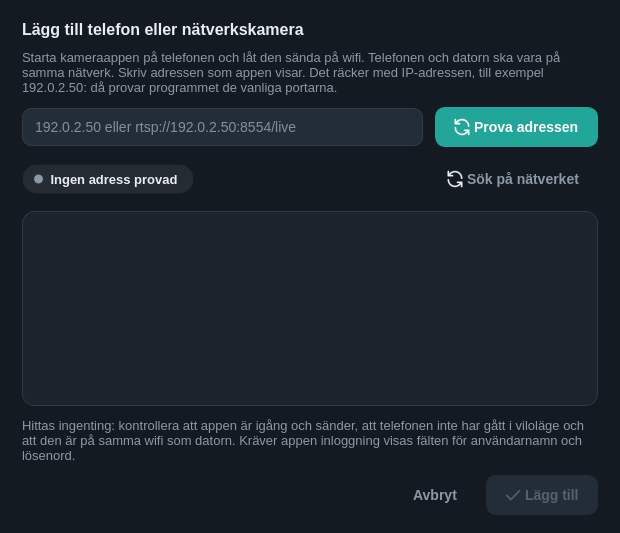 Lägg till telefon eller nätverkskamera
Starta kameraappen på telefonen och låt den sända på wifi. Telefonen och datorn ska vara på
samma nätverk. Skriv adressen som appen visar. Det räcker med IP-adressen, till exempel
192.0.2.50: då provar programmet de vanliga portarna.
192.0.2.50 eller rtsp://192.0.2.50:8554/live
Prova adressen
Ingen adress provad
Sök på nätverket
Hittas ingenting: kontrollera att appen är igång och sänder, att telefonen inte har gått i viloläge och
att den är på samma wifi som datorn. Kräver appen inloggning visas fälten för användarnamn och
lösenord.
Avbryt
Lägg till